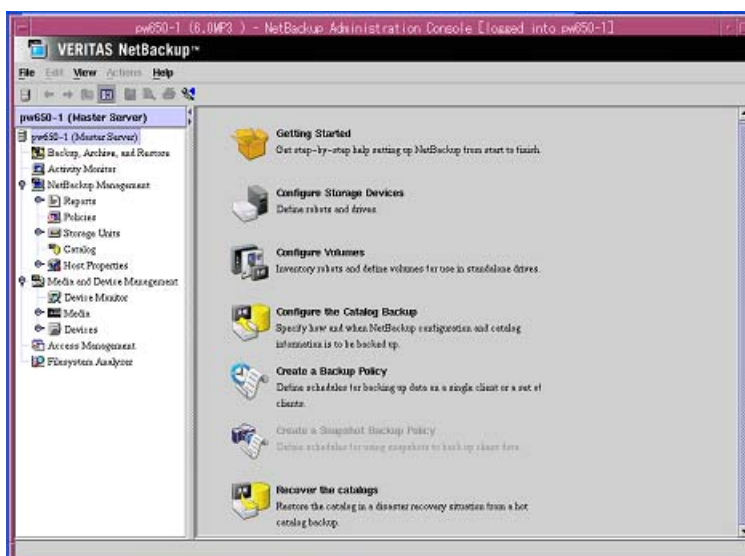 pw650-1 (6.0MP3 ) - NetBackup Administration Console [logged into pw650-1]
VERITAS NetBackup™
File Edit View Actions Help
pw650-1 (Master Server)
pw650-1 (Master Server)
Backup, Archive, and Restore
Activity Monitor
NetBackup Management
Reports
Policies
Storage Units
Catalog
Host Properties
Media and Device Management
Device Monitor
Media
Devices
Access Management
Filesystem Analyzer
Getting Started
Get step-by-step help setting up NetBackup from start to finish.
Configure Storage Devices
Define robots and drives.
Configure Volumes
Inventory robots and define volumes for use in standalone drives.
Configure the Catalog Backup
Specify how and when NetBackup configuration and catalog
information is to be backed up.
Create a Backup Policy
Define schedules for backing up data on a single client or a set of
clients.
Create a Snapshot Backup Policy
Define schedules for using snapshots to back up client data.
Recover the catalogs
Restore the catalog in a disaster recovery situation from a hot
catalog backup.